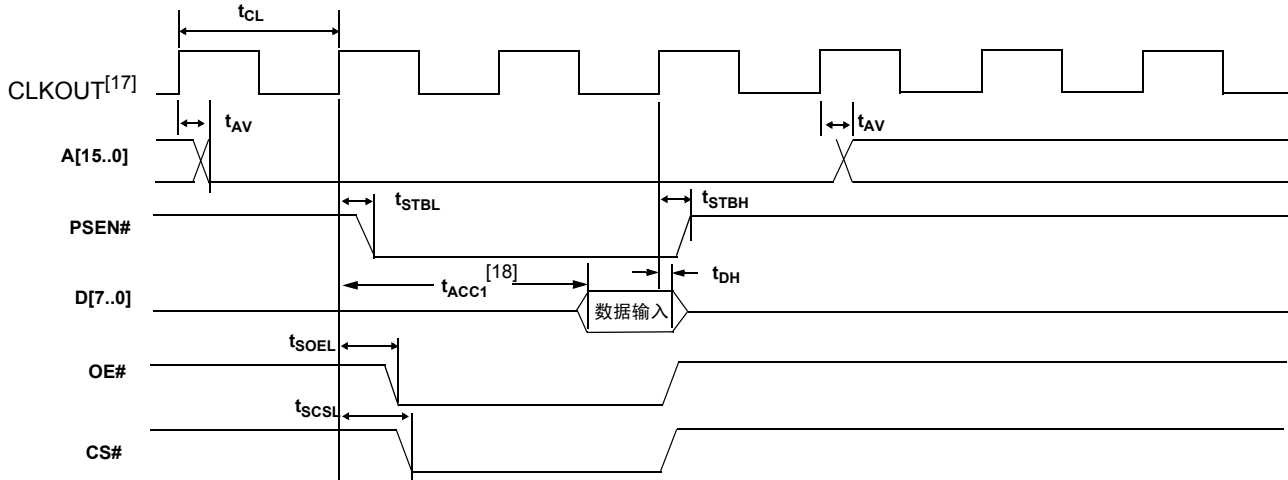 tCL
CLKOUT[17]
tAV
tAV
A[15..0]
tSTBL
tSTBH
PSEN#
[18]
tACC1
tDH
D[7..0]
数据输入
tSOEL
OE#
tSCSL
CS#